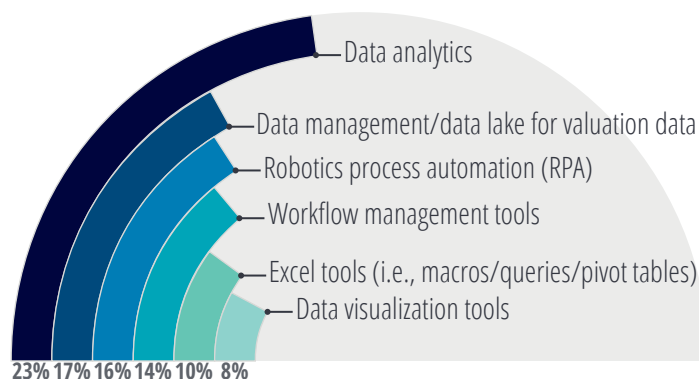 Data analytics
Data management/data lake for valuation data
Robotics process automation (RPA)
Workflow management tools
Excel tools (i.e., macros/queries/pivot tables)
Data visualization tools
23% 17% 16% 14% 10% 8%